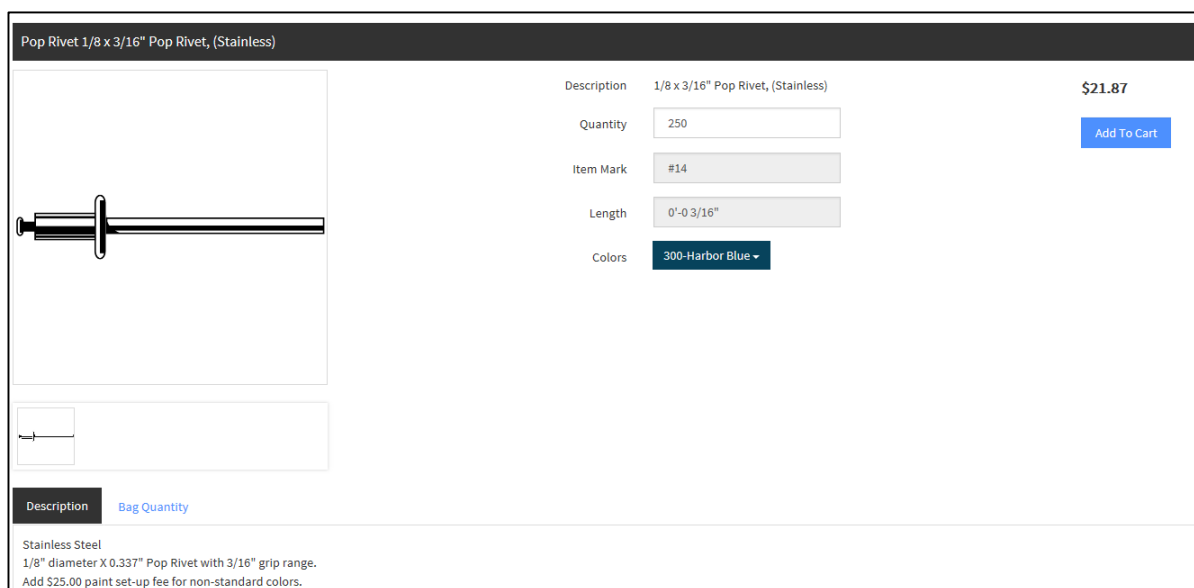 Pop Rivet 1/8 x 3/16" Pop Rivet, (Stainless)
Description 1/8 x 3/16" Pop Rivet, (Stainless)
$21.87
Quantity 250
Add To Cart
Item Mark #14
Length 0'-0 3/16"
Colors 300-Harbor Blue
Description Bag Quantity
Stainless Steel
1/8" diameter X 0.337" Pop Rivet with 3/16" grip range.
Add $25.00 paint set-up fee for non-standard colors.